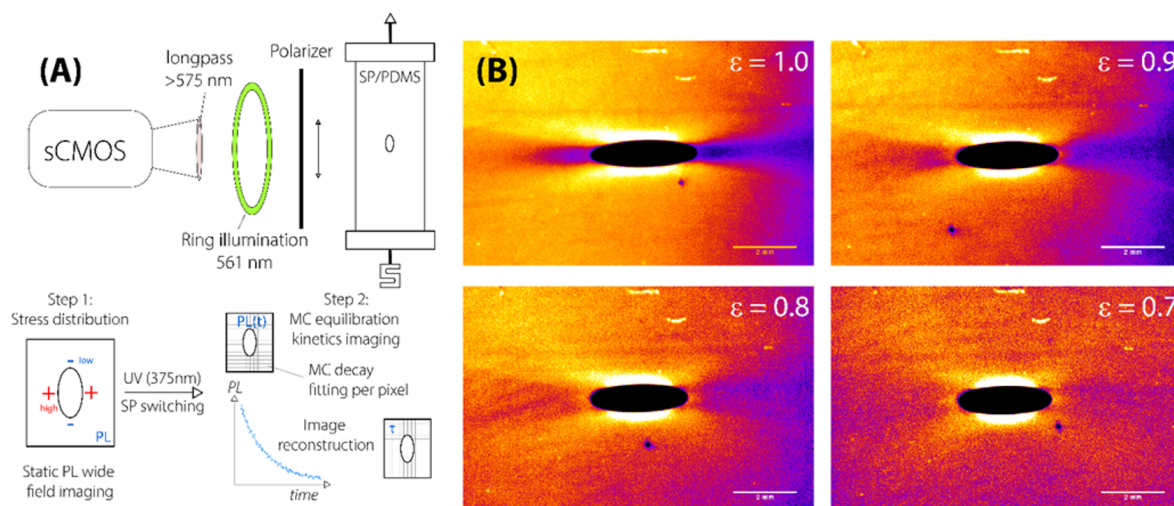 (A)
longpass
>575 nm
Polarizer
SP/PDMS
sCMOS
Ring illumination
561 nm
Step 1:
Stress distribution
low
high
PL
Static PL wide
field imaging
UV (375nm)
SP switching
Step 2:
MC equilibration
kinetics imaging
PL(t)
MC decay
fitting per pixel
PL
time
Image
reconstruction
τ
(B)
ε = 1.0
2 mm
ε = 0.9
2 mm
ε = 0.8
2 mm
ε = 0.7
2 mm